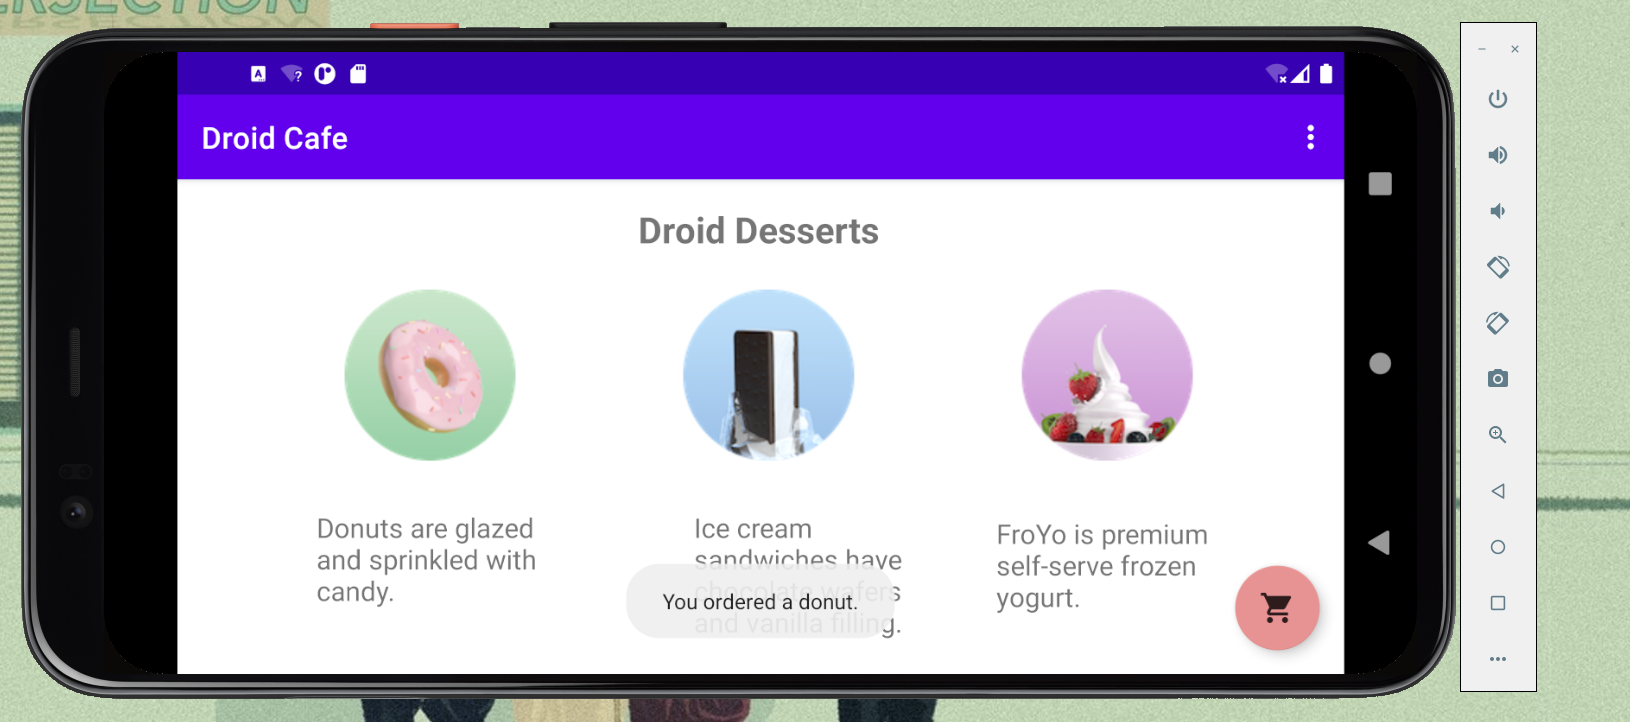 ERSECTION
Droid Cafe
Droid Desserts
Donuts are glazed
and sprinkled with
candy.
Ice cream
sandwiches have
chocolate wafers
and vanilla filling.
FroYo is premium
self-serve frozen
yogurt.
You ordered a donut.